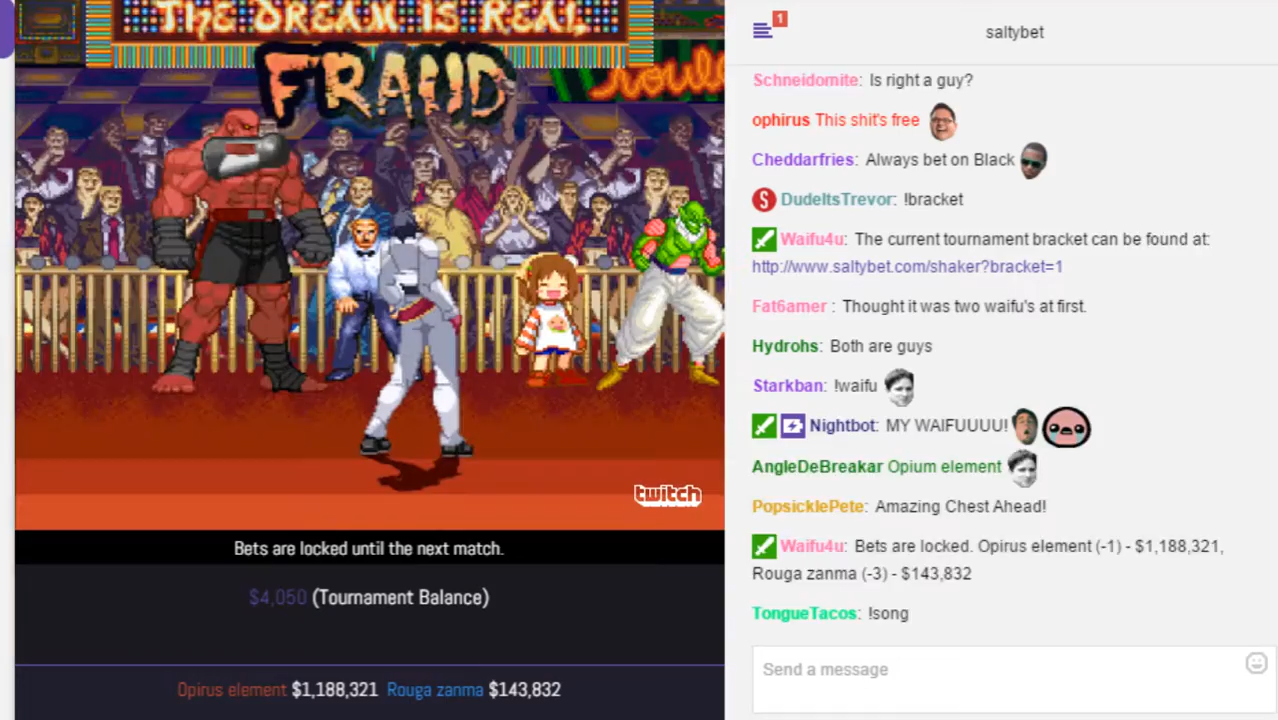 THE DREAM IS REAL
FRAUD
twitch
Bets are locked until the next match.
$4,050 (Tournament Balance)
Opirus element $1,188,321 Rouga zanma $143,832
1
saltybet
Schneidomite: Is right a guy?
ophirus This shit's free
Cheddarfries: Always bet on Black
S DudeItsTrevor: !bracket
Waifu4u: The current tournament bracket can be found at:
http://www.saltybet.com/shaker?bracket=1
Fat6amer : Thought it was two waifu's at first.
Hydrohs: Both are guys
Starkban: !waifu
Nightbot: MY WAIFUUUU!
AngleDeBreakar Opium element
PopsicklePete: Amazing Chest Ahead!
Waifu4u: Bets are locked. Opirus element (-1) - $1,188,321,
Rouga zanma (-3) - $143,832
TongueTacos: !song
Send a message